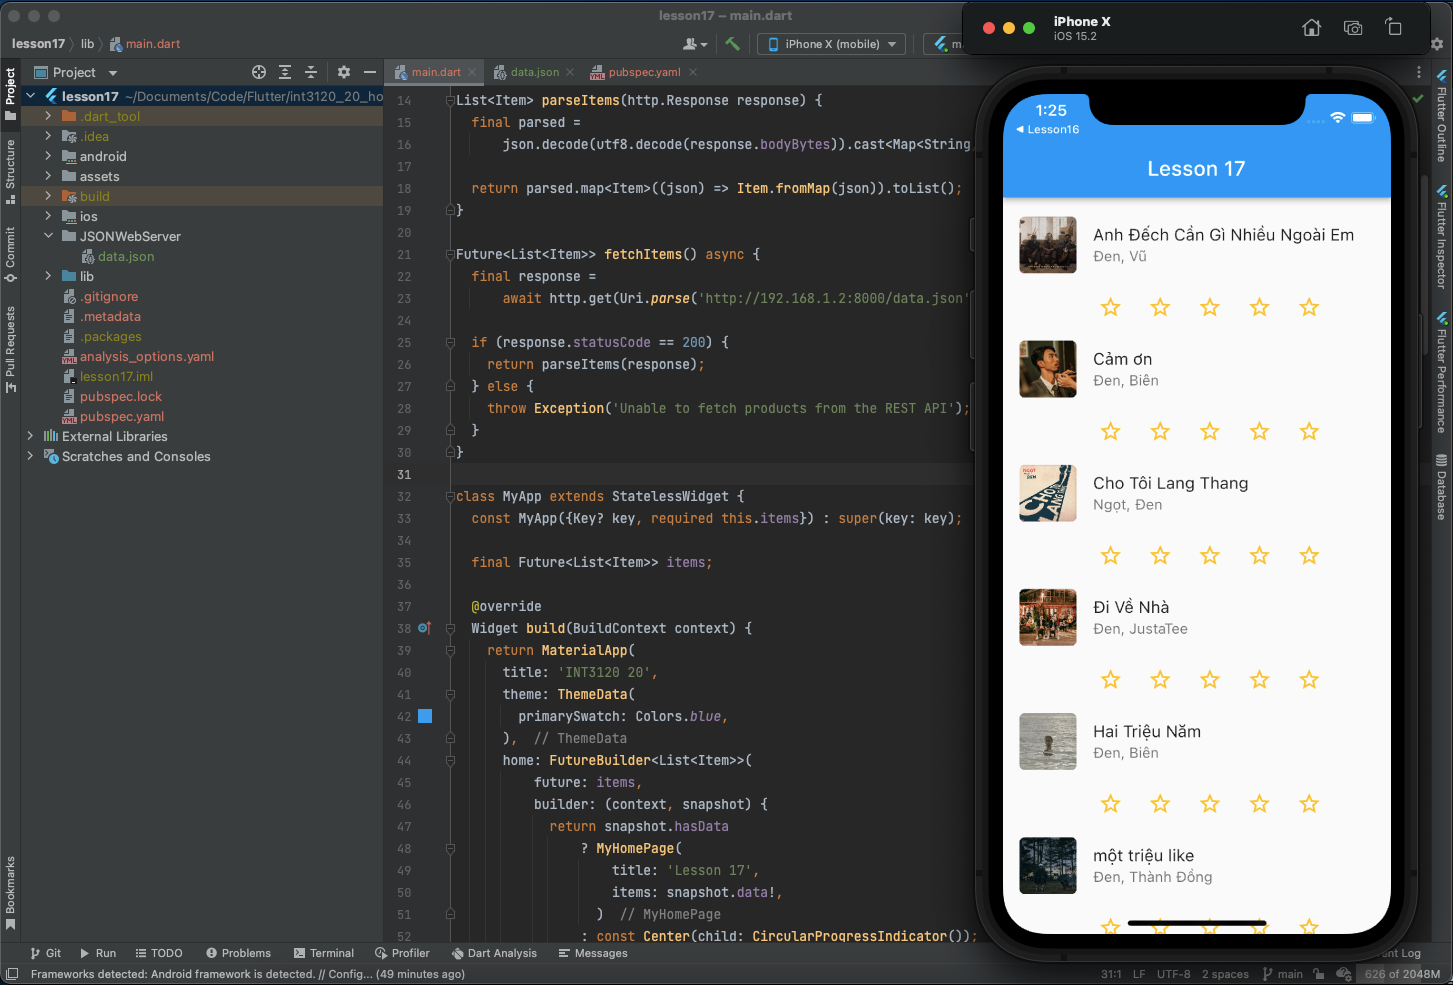 lesson17 – main.dart
lesson17 〉 lib 〉 main.dart
iPhone X (mobile)
Project
main.dart
data.json
pubspec.yaml
Project
Structure
Commit
Pull Requests
Bookmarks
lesson17 ~/Documents/Code/Flutter/int3120_20_ho
.dart_tool
.idea
android
assets
build
ios
JSONWebServer
data.json
lib
.gitignore
.metadata
.packages
analysis_options.yaml
lesson17.iml
pubspec.lock
pubspec.yaml
External Libraries
Scratches and Consoles
14 List<Item> parseItems(http.Response response) {
15 final parsed =
16 json.decode(utf8.decode(response.bodyBytes)).cast<Map<String,
17
18 return parsed.map<Item>((json) => Item.fromMap(json)).toList();
19 }
20
21 Future<List<Item>> fetchItems() async {
22 final response =
23 await http.get(Uri.parse('http://192.168.1.2:8000/data.json'
24
25 if (response.statusCode == 200) {
26 return parseItems(response);
27 } else {
28 throw Exception('Unable to fetch products from the REST API');
29 }
30 }
31
32 class MyApp extends StatelessWidget {
33 const MyApp({Key? key, required this.items}) : super(key: key);
34
35 final Future<List<Item>> items;
36
37 @override
38 Widget build(BuildContext context) {
39 return MaterialApp(
40 title: 'INT3120 20',
41 theme: ThemeData(
42 primarySwatch: Colors.blue,
43 ), // ThemeData
44 home: FutureBuilder<List<Item>>(
45 future: items,
46 builder: (context, snapshot) {
47 return snapshot.hasData
48 ? MyHomePage(
49 title: 'Lesson 17',
50 items: snapshot.data!,
51 ) // MyHomePage
52 : const Center(child: CircularProgressIndicator());
iPhone X
iOS 15.2
1:25
◀ Lesson16
Lesson 17
Anh Đếch Cần Gì Nhiều Ngoài Em
Đen, Vũ
Cảm ơn
Đen, Biên
NGỌT
ĐEN
CHO
Cho Tôi Lang Thang
Ngọt, Đen
Đi Về Nhà
Đen, JustaTee
Hai Triệu Năm
Đen, Biên
một triệu like
Đen, Thành Đồng
Flutter Outline
Flutter Inspector
Flutter Performance
Database
Git
Run
TODO
Problems
Terminal
Profiler
Dart Analysis
Messages
nt Log
Frameworks detected: Android framework is detected. // Config... (49 minutes ago)
31:1 LF UTF-8 2 spaces main 626 of 2048M